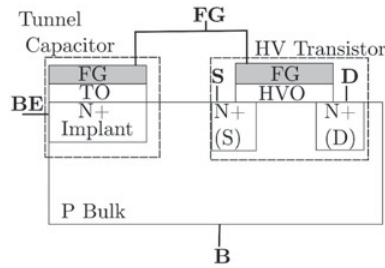 Tunnel
Capacitor
FG
HV Transistor
FG
TO
N+
Implant
BE
S
FG
D
HVO
N+
(S)
N+
(D)
P Bulk
B